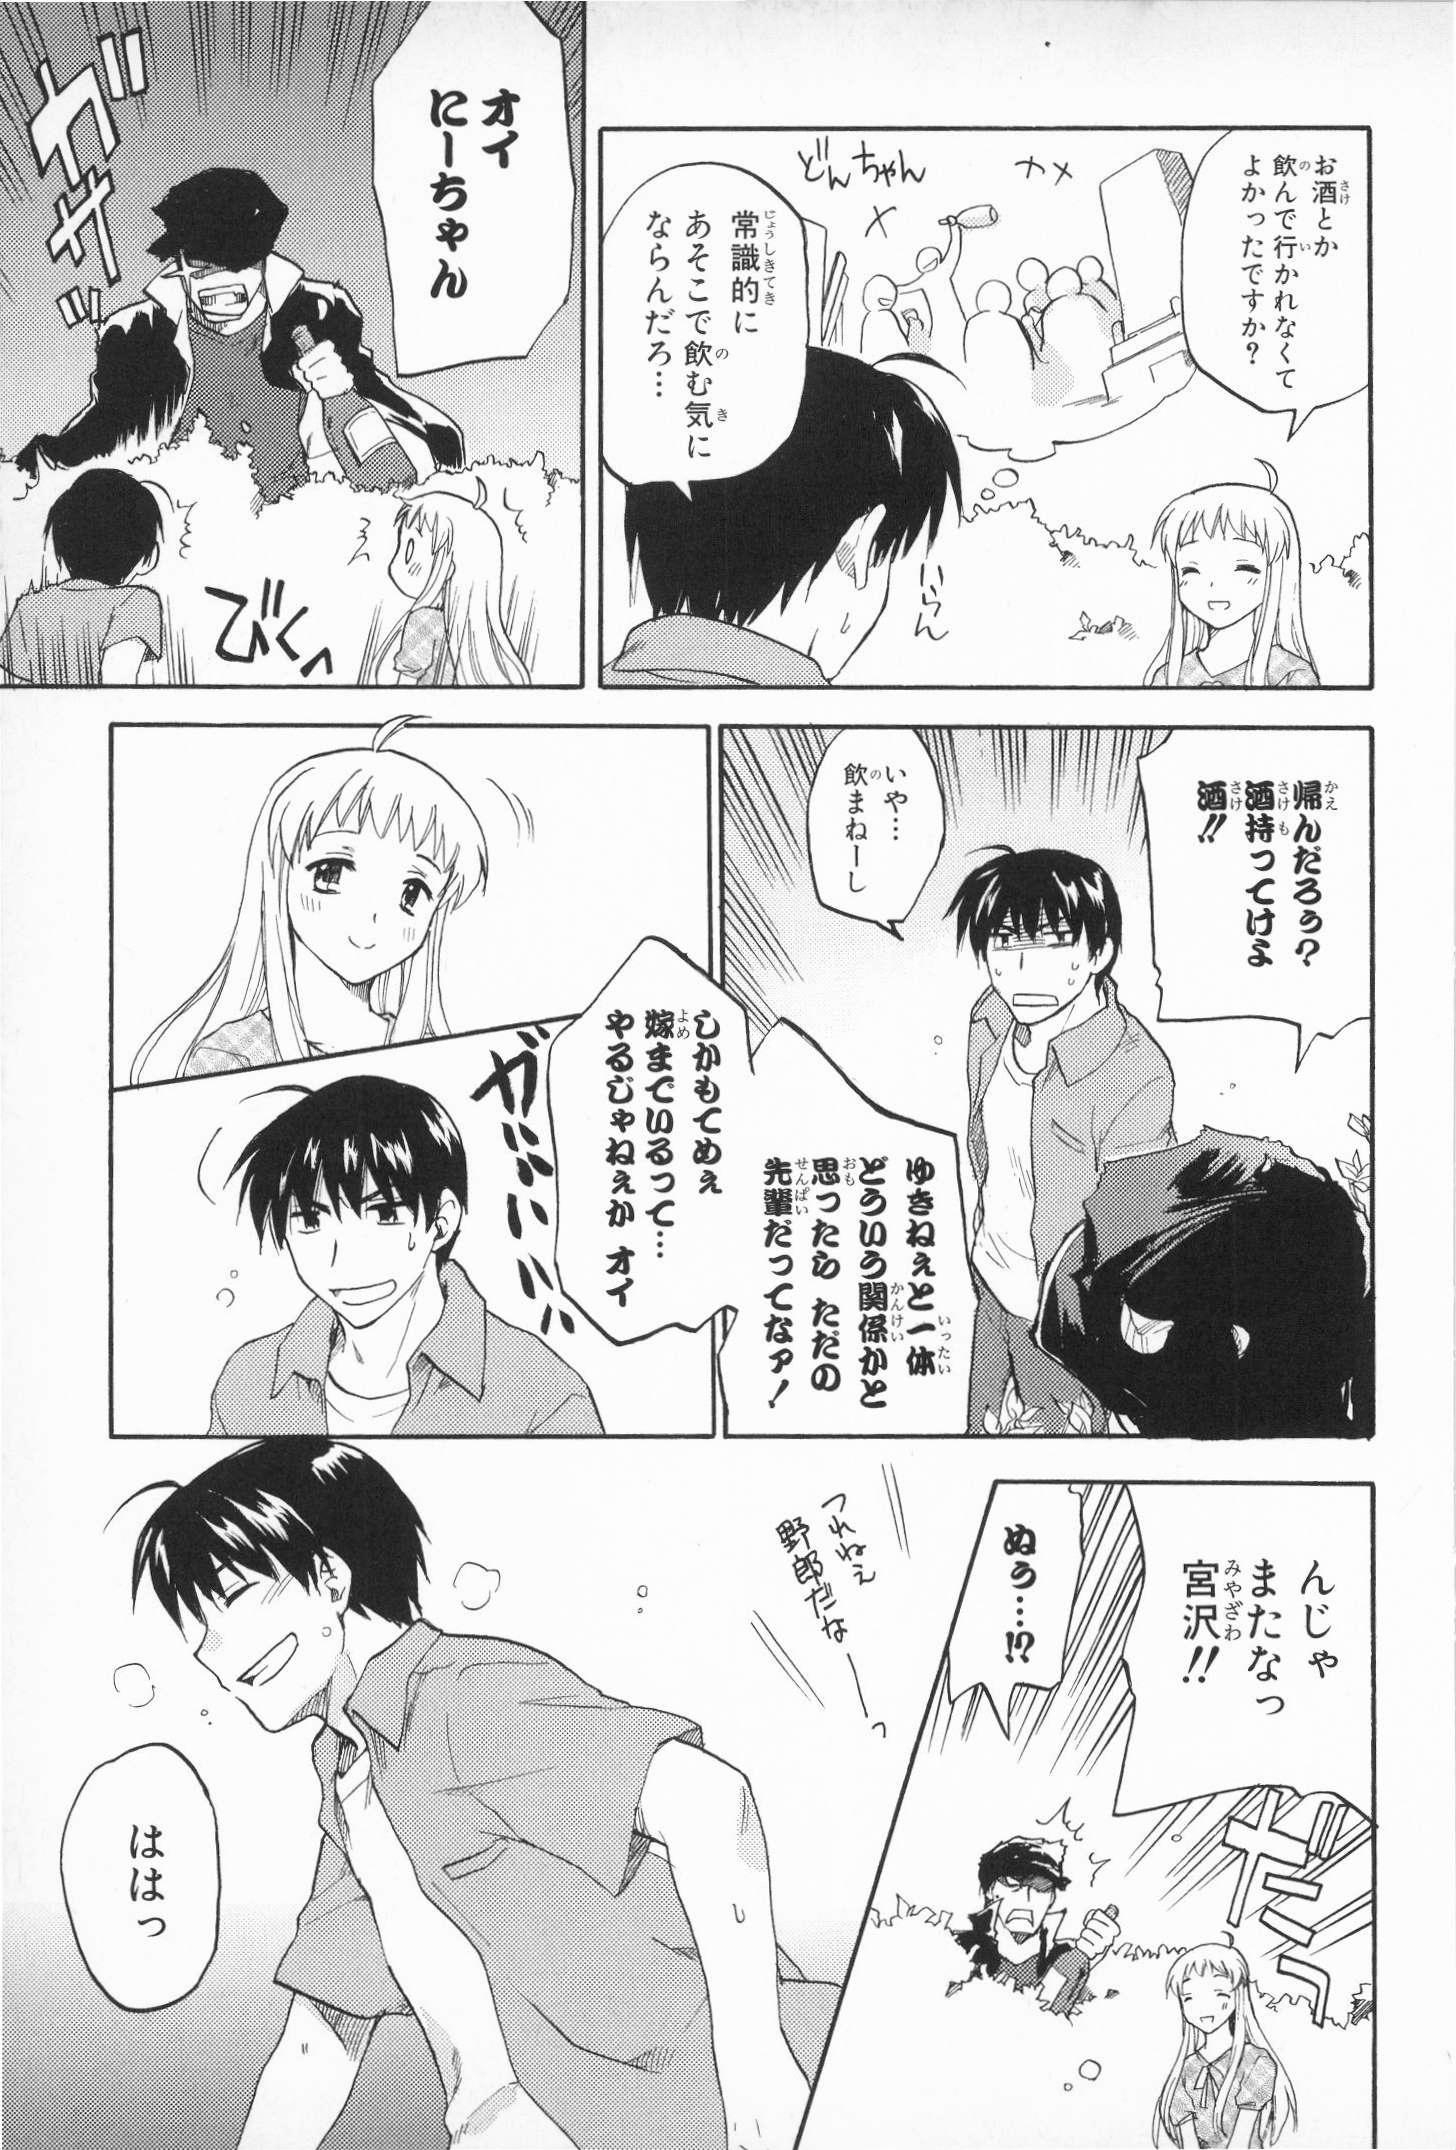 お酒とか
飲んで行かれなくて
よかったですか？
カメ
どんちゃん
常識的に
あそこで飲む気に
ならんだろ…
いらん
オイ
にーちゃん
ガサッ
びくっ
帰んだろぅ？
酒持ってけよ
酒!!
いや…
飲まねーし
ゆきねぇと一体
どういう関係かと
思ったら ただの
先輩だってなァ！
しかもてめぇ
嫁までいるって…
やるじゃねぇか オイ
んじゃ
またなっ
宮沢!!
ぬぅ…!?
だっ
つれねぇ
野郎だなーっ
ははっ